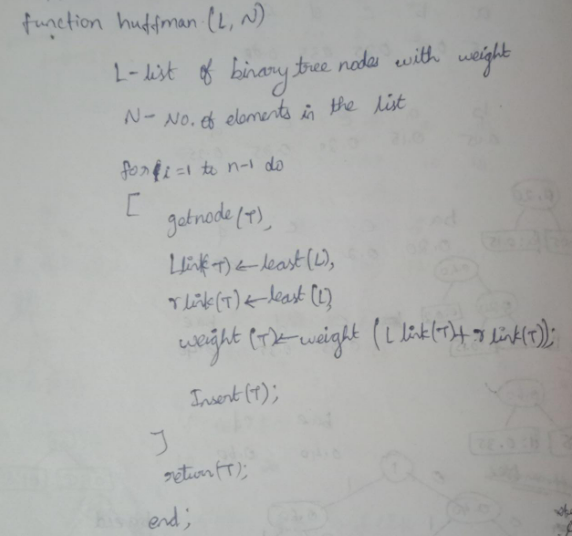 function huffman (L, N)
L - list of binary tree nodes with weight
N - No. of elements in the list
for i=1 to n-1 do
[
getnode (T),
Llink(T) ← least (L),
rlink(T) ← least (L)
weight (T) ← weight (L link(T) + r link(T));
Insert (T);
]
return(T);
end;